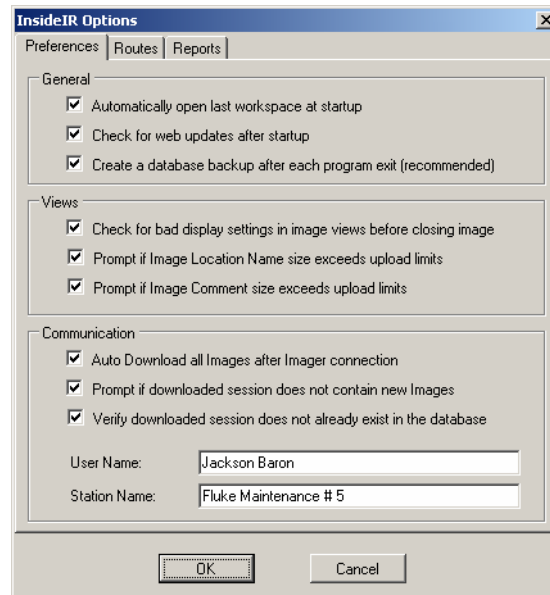 InsideIR Options
Preferences Routes Reports
General
Automatically open last workspace at startup
Check for web updates after startup
Create a database backup after each program exit (recommended)
Views
Check for bad display settings in image views before closing image
Prompt if Image Location Name size exceeds upload limits
Prompt if Image Comment size exceeds upload limits
Communication
Auto Download all Images after Imager connection
Prompt if downloaded session does not contain new Images
Verify downloaded session does not already exist in the database
User Name: Jackson Baron
Station Name: Fluke Maintenance # 5
OK Cancel